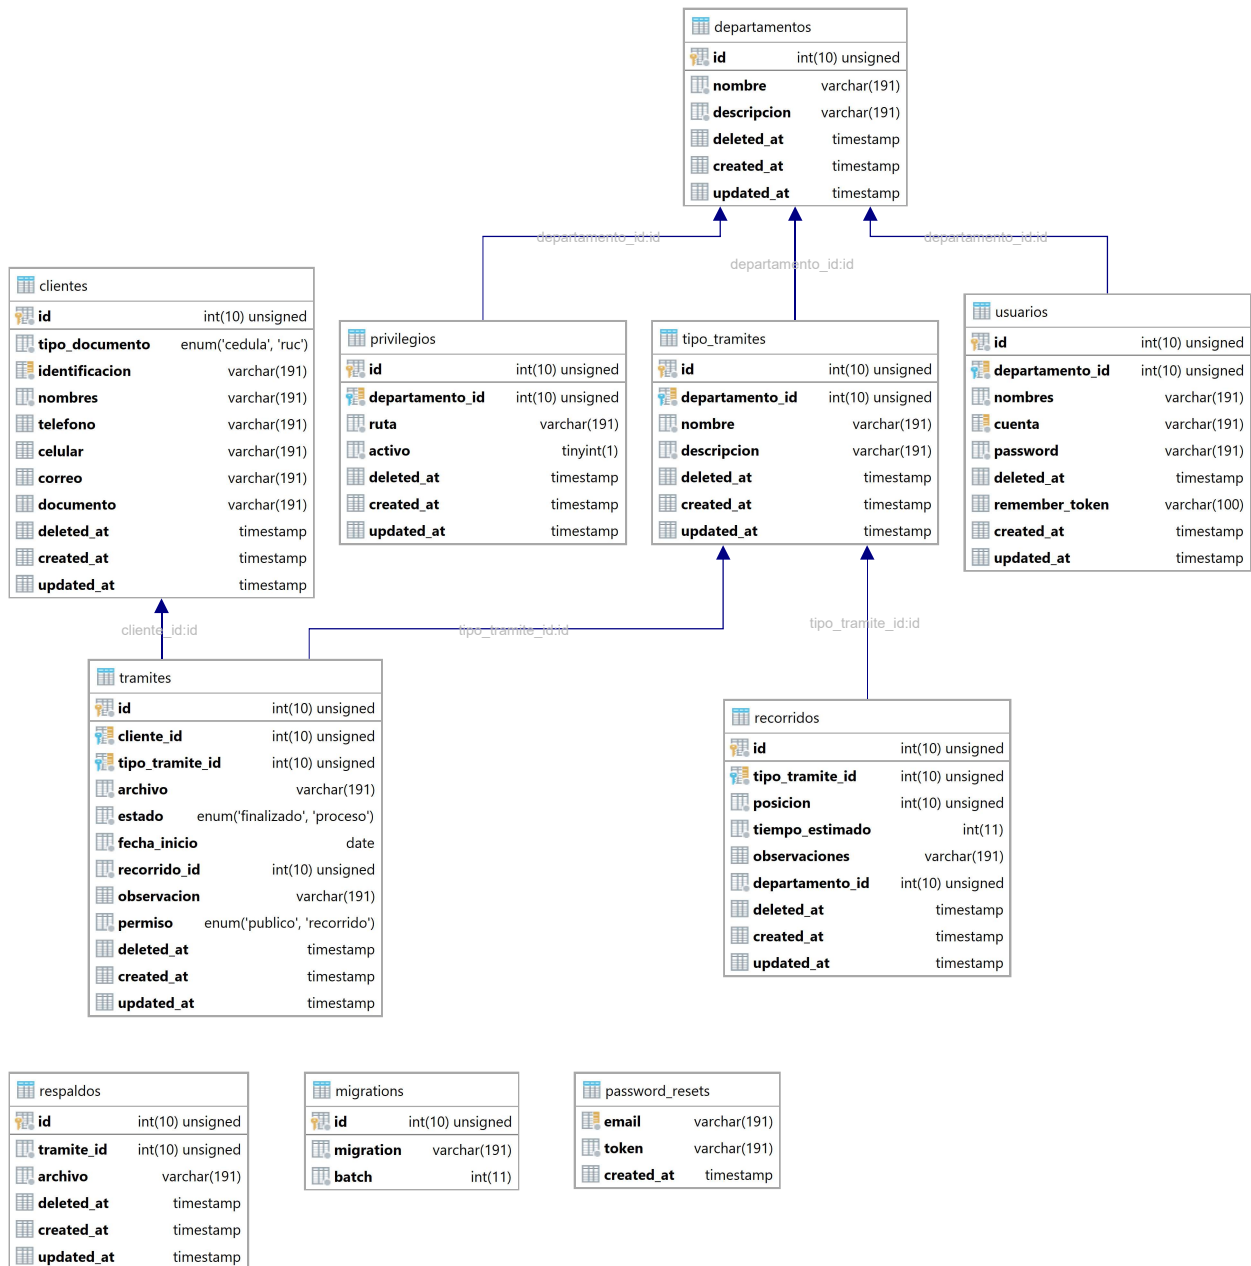 departamentos
id int(10) unsigned
nombre varchar(191)
descripcion varchar(191)
deleted_at timestamp
created_at timestamp
updated_at timestamp
departamento_id:id
departamento_id:id
departamento_id:id
clientes
id int(10) unsigned
tipo_documento enum('cedula', 'ruc')
identificacion varchar(191)
nombres varchar(191)
telefono varchar(191)
celular varchar(191)
correo varchar(191)
documento varchar(191)
deleted_at timestamp
created_at timestamp
updated_at timestamp
privilegios
id int(10) unsigned
departamento_id int(10) unsigned
ruta varchar(191)
activo tinyint(1)
deleted_at timestamp
created_at timestamp
updated_at timestamp
tipo_tramites
id int(10) unsigned
departamento_id int(10) unsigned
nombre varchar(191)
descripcion varchar(191)
deleted_at timestamp
created_at timestamp
updated_at timestamp
usuarios
id int(10) unsigned
departamento_id int(10) unsigned
nombres varchar(191)
cuenta varchar(191)
password varchar(191)
deleted_at timestamp
remember_token varchar(100)
created_at timestamp
updated_at timestamp
cliente_id:id
tipo_tramite_id:id
tipo_tramite_id:id
tramites
id int(10) unsigned
cliente_id int(10) unsigned
tipo_tramite_id int(10) unsigned
archivo varchar(191)
estado enum('finalizado', 'proceso')
fecha_inicio date
recorrido_id int(10) unsigned
observacion varchar(191)
permiso enum('publico', 'recorrido')
deleted_at timestamp
created_at timestamp
updated_at timestamp
recorridos
id int(10) unsigned
tipo_tramite_id int(10) unsigned
posicion int(10) unsigned
tiempo_estimado int(11)
observaciones varchar(191)
departamento_id int(10) unsigned
deleted_at timestamp
created_at timestamp
updated_at timestamp
respaldos
id int(10) unsigned
tramite_id int(10) unsigned
archivo varchar(191)
deleted_at timestamp
created_at timestamp
updated_at timestamp
migrations
id int(10) unsigned
migration varchar(191)
batch int(11)
password_resets
email varchar(191)
token varchar(191)
created_at timestamp